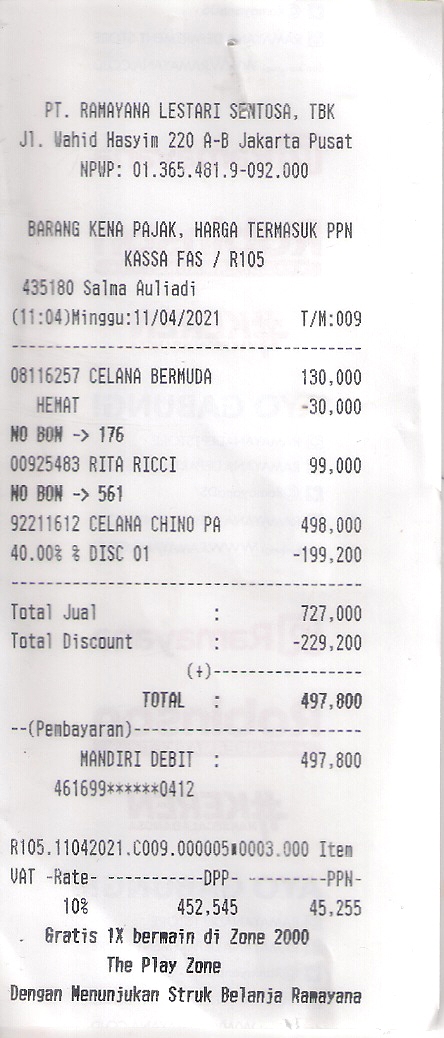 PT. RAMAYANA LESTARI SENTOSA, TBK
Jl. Wahid Hasyim 220 A-B Jakarta Pusat
NPWP: 01.365.481.9-092.000
BARANG KENA PAJAK, HARGA TERMASUK PPN
KASSA FAS / R105
435180 Salma Auliadi
(11:04)Minggu:11/04/2021 T/M:009
08116257 CELANA BERMUDA 130,000
HEMAT -30,000
NO BON -> 176
00925483 RITA RICCI 99,000
NO BON -> 561
92211612 CELANA CHINO PA 498,000
40.00% % DISC 01 -199,200
Total Jual : 727,000
Total Discount : -229,200
(+)-----------------
TOTAL : 497,800
--(Pembayaran)--------------------------
MANDIRI DEBIT : 497,800
461699******0412
R105.11042021.C009.000005∎0003.000 Item
VAT -Rate- -----------DPP- ---------PPN-
10% 452,545 45,255
Gratis 1X bermain di Zone 2000
The Play Zone
Dengan Menunjukan Struk Belanja Ramayana